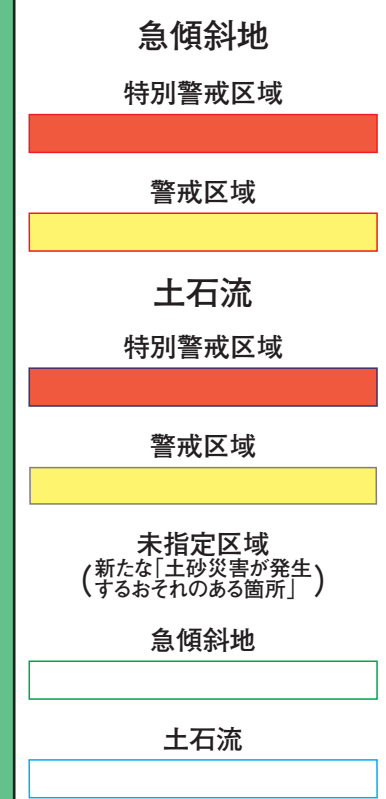 急傾斜地
特別警戒区域
警戒区域
土石流
特別警戒区域
警戒区域
未指定区域
(新たな「土砂災害が発生
するおそれのある箇所」)
急傾斜地
土石流